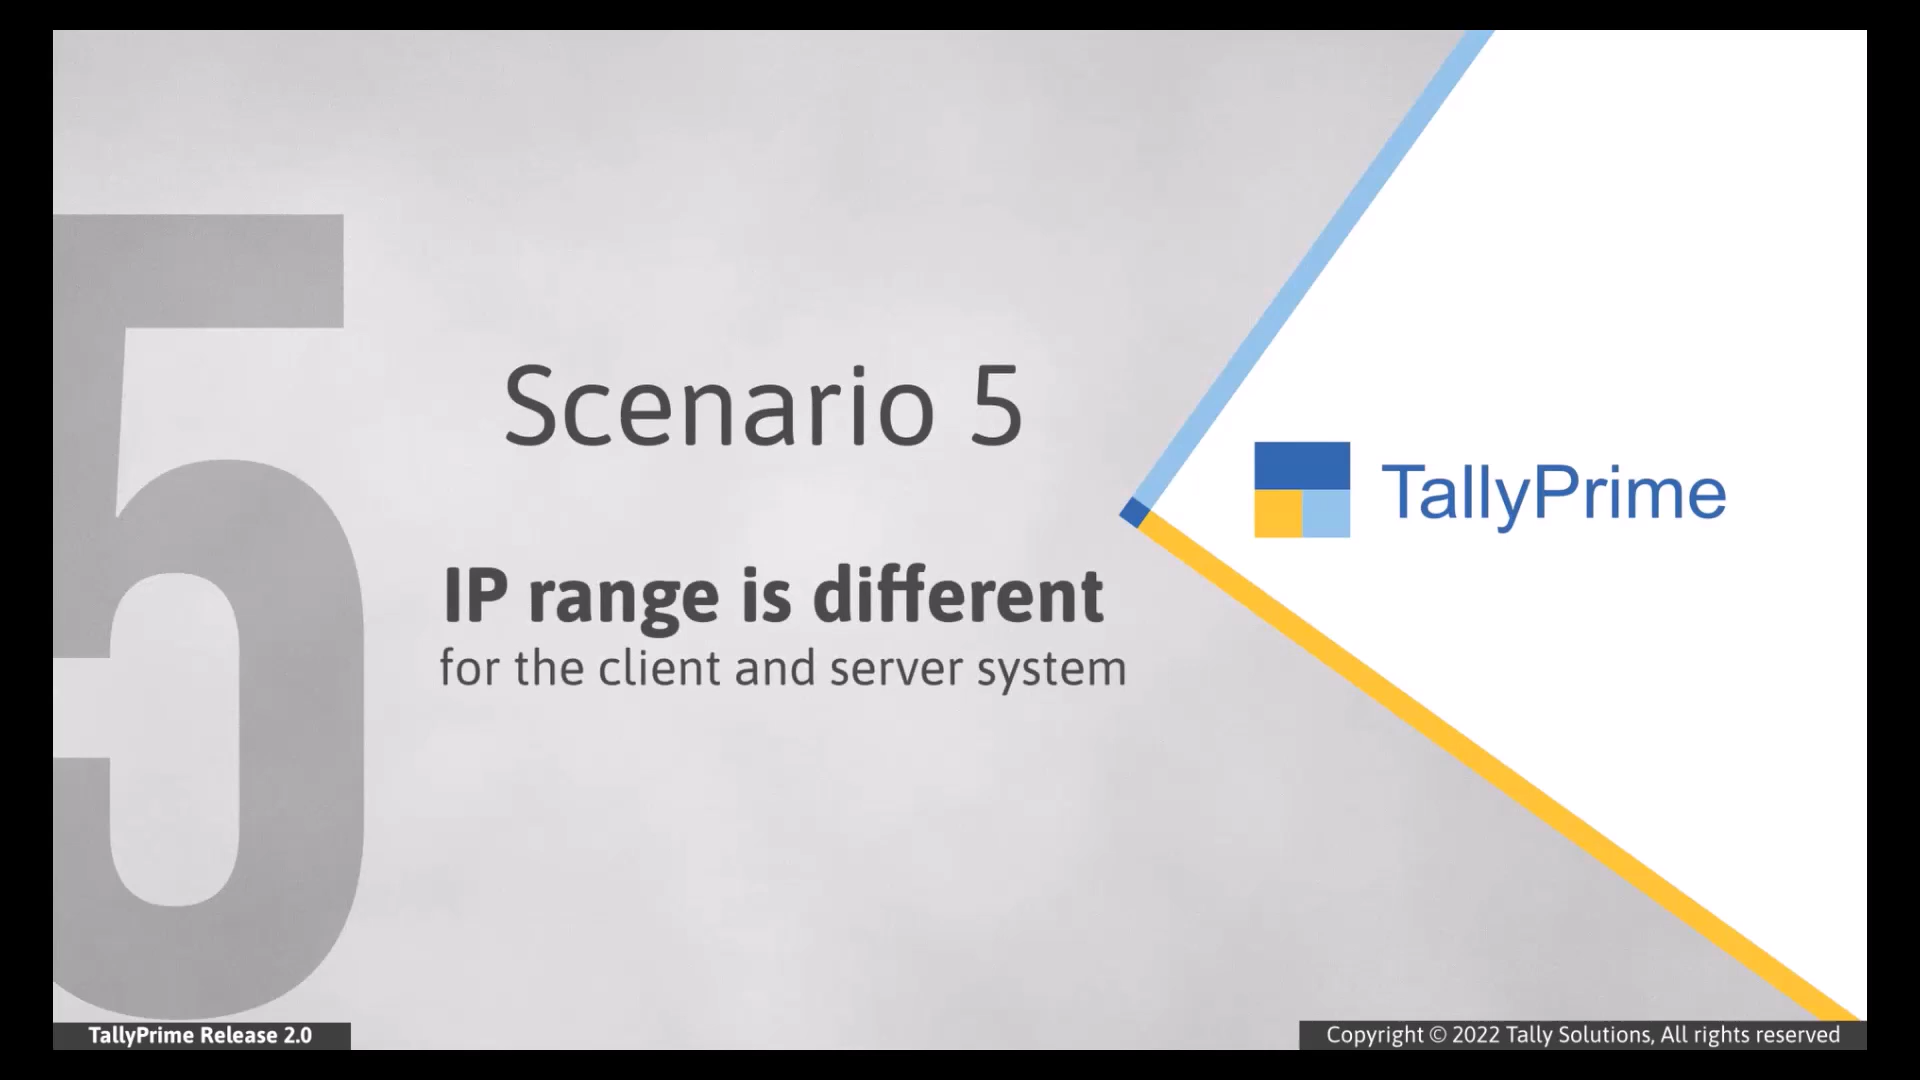 5
Scenario 5
IP range is different
for the client and server system
TallyPrime
TallyPrime Release 2.0
Copyright © 2022 Tally Solutions, All rights reserved